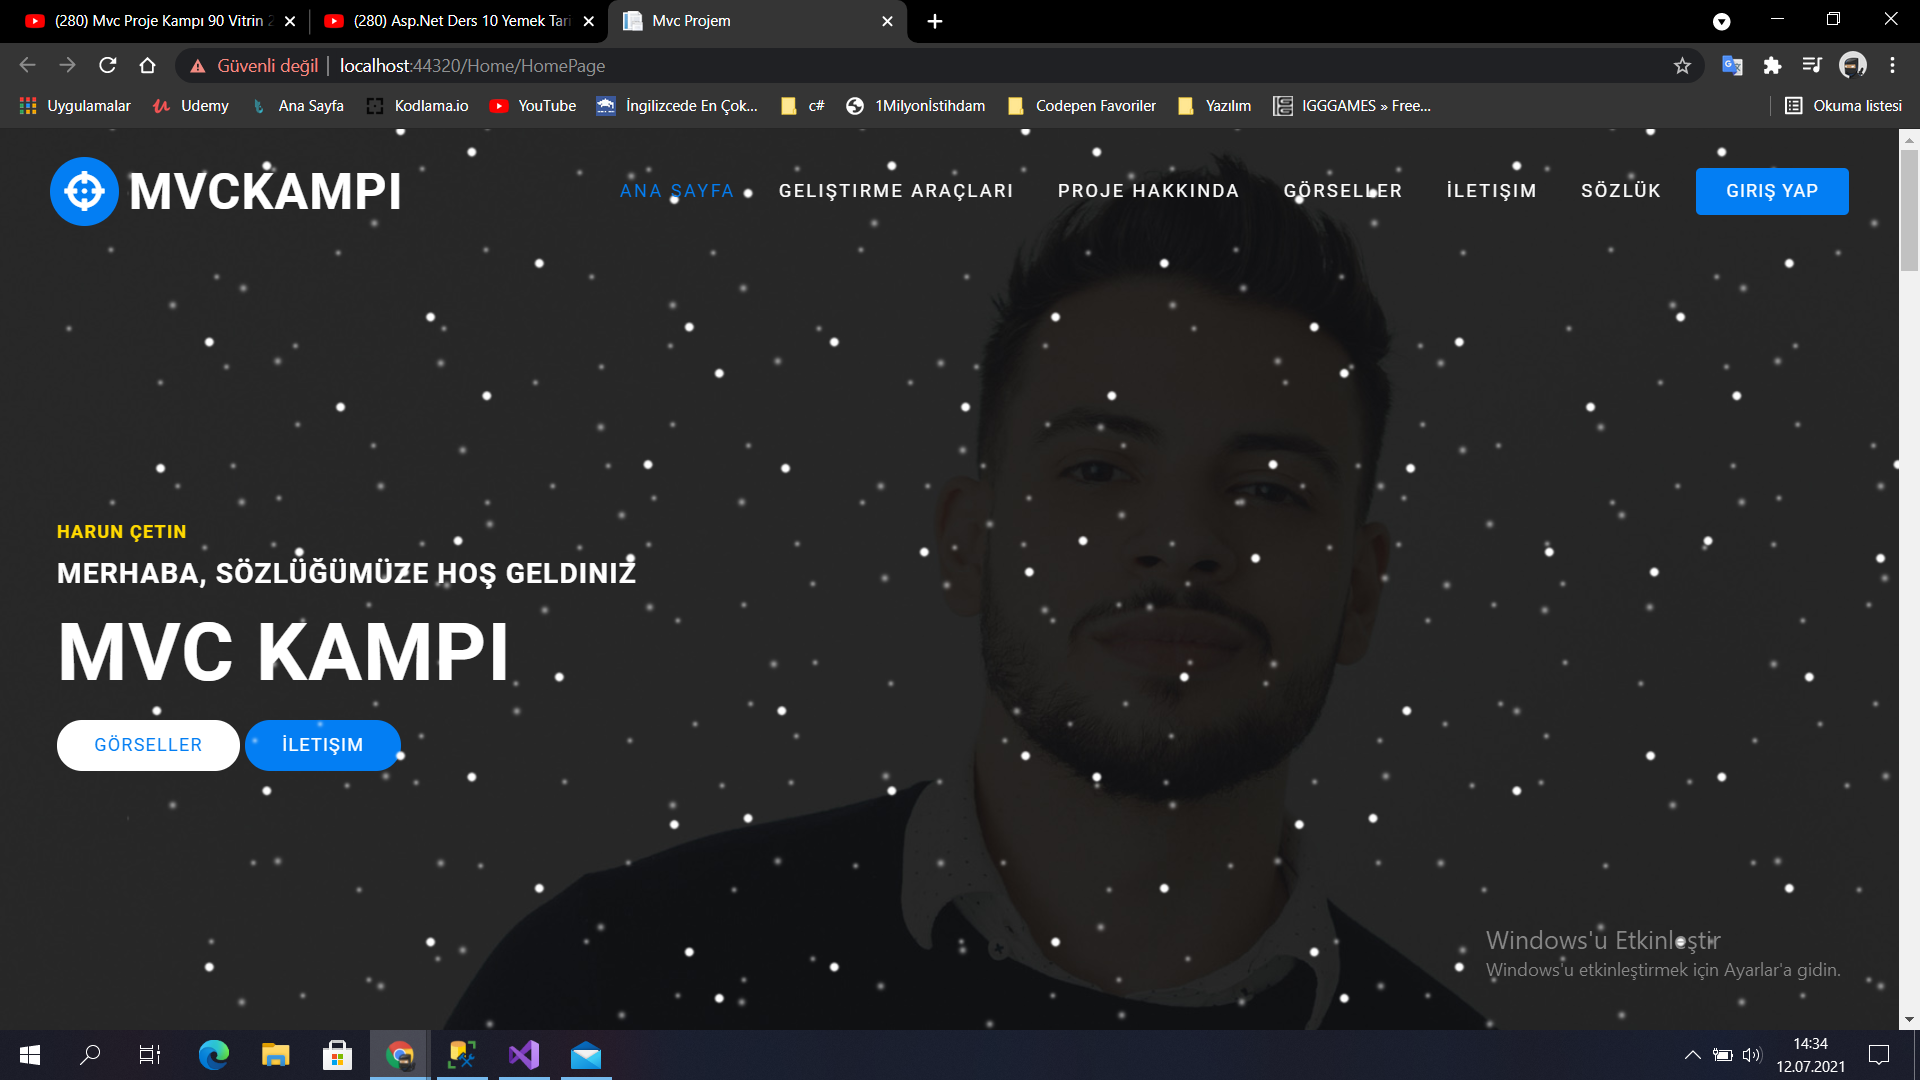 (280) Mvc Proje Kampı 90 Vitrin 2
(280) Asp.Net Ders 10 Yemek Tari
Mvc Projem
Güvenli değil
localhost:44320/Home/HomePage
Uygulamalar
Udemy
Ana Sayfa
Kodlama.io
YouTube
İngilizcede En Çok...
c#
1Milyonİstihdam
Codepen Favoriler
Yazılım
IGGGAMES » Free...
Okuma listesi
MVCKAMPI
ANA SAYFA
GELIŞTIRME ARAÇLARI
PROJE HAKKINDA
GÖRSELLER
İLETIŞIM
SÖZLÜK
GIRIŞ YAP
HARUN ÇETIN
MERHABA, SÖZLÜĞÜMÜZE HOŞ GELDINIZ
MVC KAMPI
GÖRSELLER
İLETIŞIM
Windows'u Etkinleştir
Windows'u etkinleştirmek için Ayarlar'a gidin.
14:34
12.07.2021